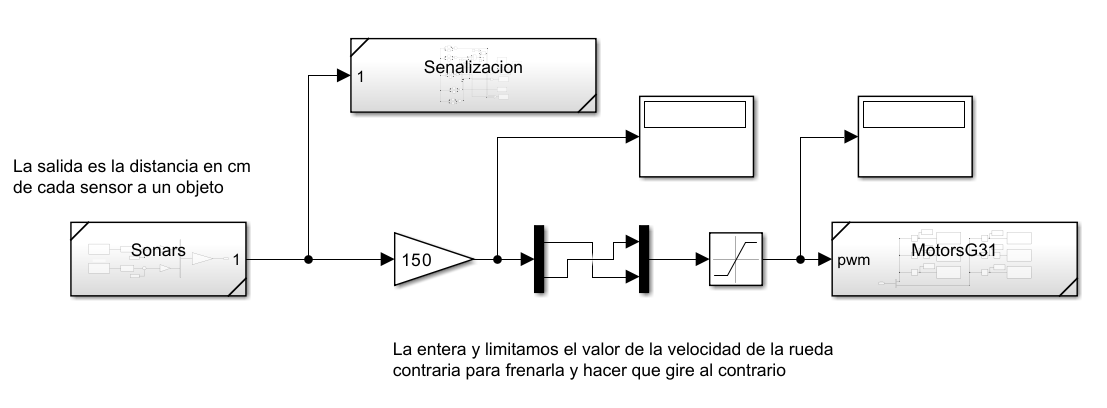 Senalizacion
1
La salida es la distancia en cm
de cada sensor a un objeto
Sonars
1
150
pwm
MotorsG31
La entera y limitamos el valor de la velocidad de la rueda
contraria para frenarla y hacer que gire al contrario